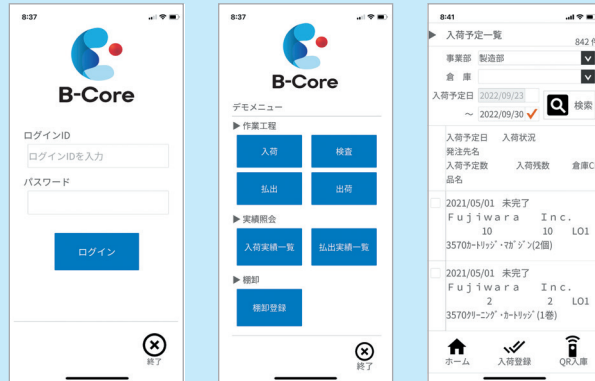 8:37
B-Core
ログインID
ログインIDを入力
パスワード
ログイン
終了
8:37
B-Core
デモメニュー
▶ 作業工程
入荷 検査
払出 出荷
▶ 実績照会
入荷実績一覧 払出実績一覧
▶ 棚卸
棚卸登録
終了
8:41
▶ 入荷予定一覧
842 件
事業部 製造部
倉 庫
入荷予定日 2022/09/23
～ 2022/09/30 検索
入荷予定日 入荷状況
発注先名
入荷予定数 入荷残数 倉庫C
品名
2021/05/01 未完了
Ｆｕｊｉｗａｒａ Ｉｎｃ．
10 10 LO1
3570ｶｰﾄﾘｯｼﾞ･ﾏｶﾞｼﾞﾝ(2個)
2021/05/01 未完了
Ｆｕｊｉｗａｒａ Ｉｎｃ．
2 2 LO1
3570ｸﾘｰﾆﾝｸﾞ･ｶｰﾄﾘｯｼﾞ(1巻)
ホーム 入荷登録 QR入庫